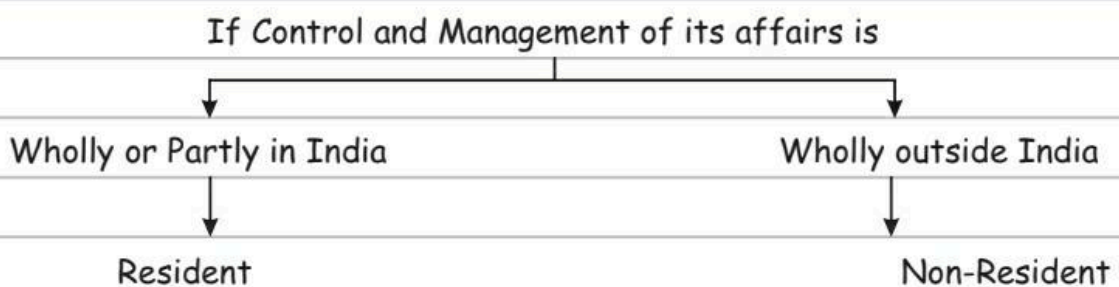 If Control and Management of its affairs is
Wholly or Partly in India
Wholly outside India
Resident
Non-Resident